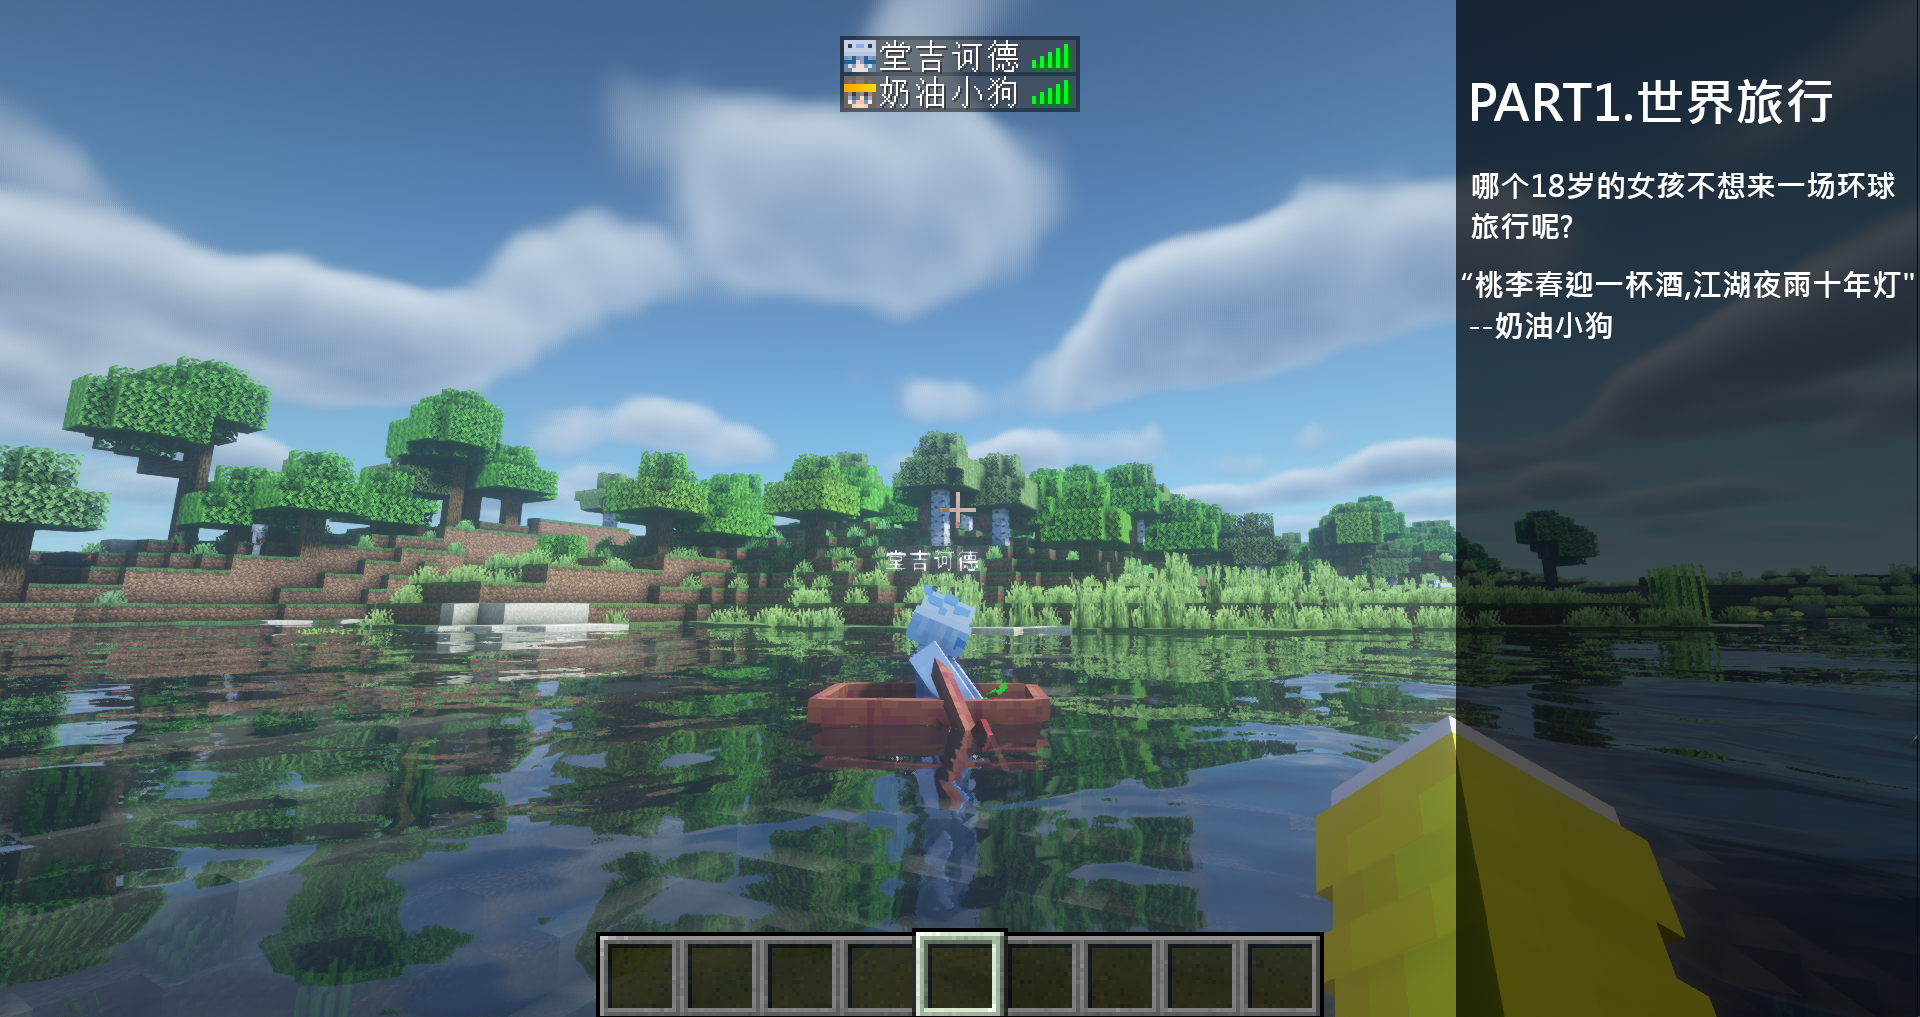 堂吉诃德
奶油小狗
PART1.世界旅行
哪个18岁的女孩不想来一场环球
旅行呢?
“桃李春迎一杯酒,江湖夜雨十年灯"
--奶油小狗
堂吉诃德